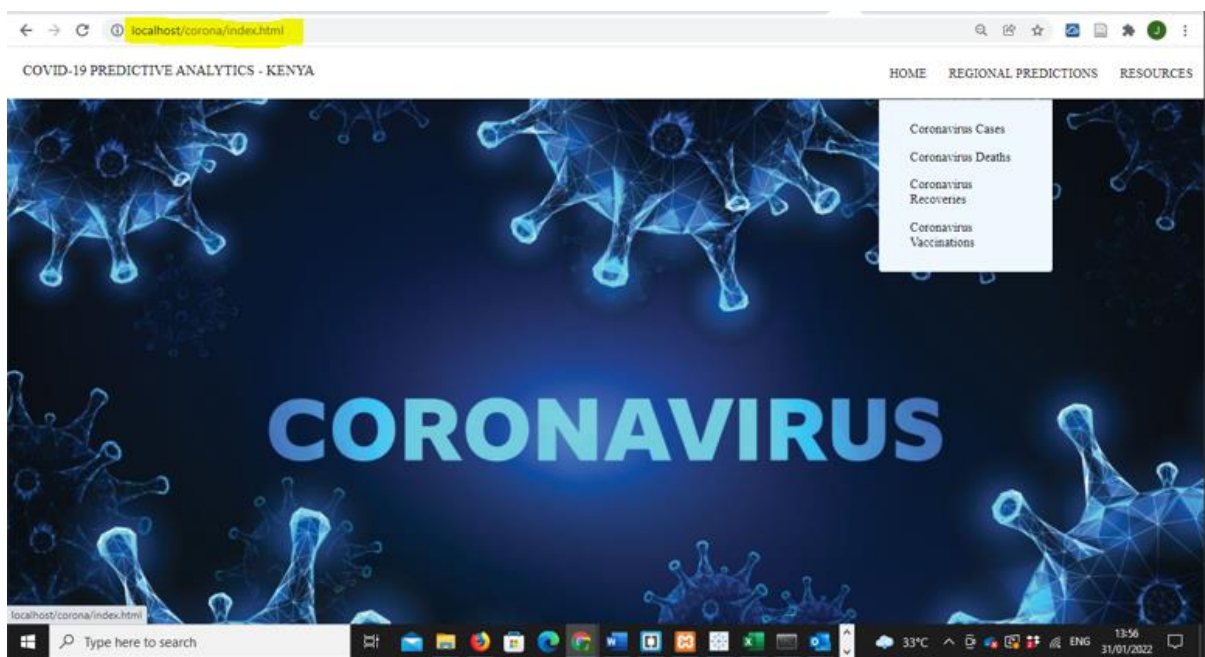 localhost/corona/index.html
J
COVID-19 PREDICTIVE ANALYTICS - KENYA
HOME REGIONAL PREDICTIONS RESOURCES
Coronavirus Cases
Coronavirus Deaths
Coronavirus
Recoveries
Coronavirus
Vaccinations
CORONAVIRUS
localhost/corona/index.html
Type here to search
33°C ENG 13:56
31/01/2022